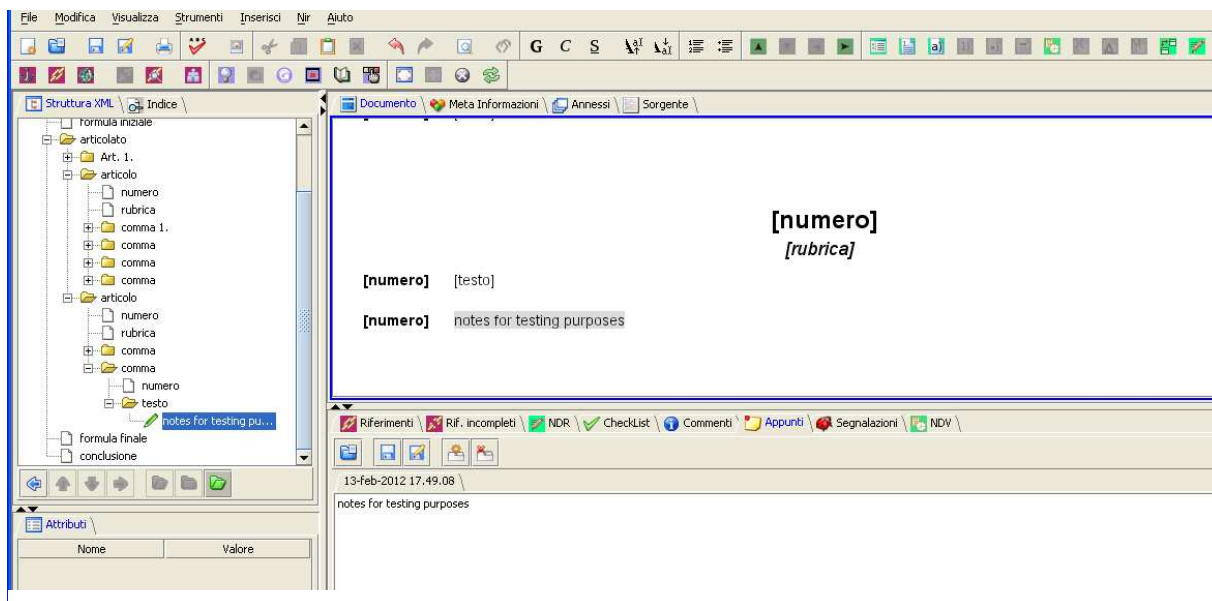 File Modifica Visualizza Strumenti Inserisci Nir Aiuto
G C S
Struttura XML Indice
formula iniziale
articolato
Art. 1.
articolo
numero
rubrica
comma 1.
comma
comma
comma
articolo
numero
rubrica
comma
comma
numero
testo
notes for testing pu...
formula finale
conclusione
Attributi
Nome Valore
Documento Meta Informazioni Annessi Sorgente
[numero]
[rubrica]
[numero] [testo]
[numero] notes for testing purposes
Riferimenti Rif. incompleti NDR CheckList Commenti Appunti Segnalazioni NDV
13-feb-2012 17.49.08
notes for testing purposes